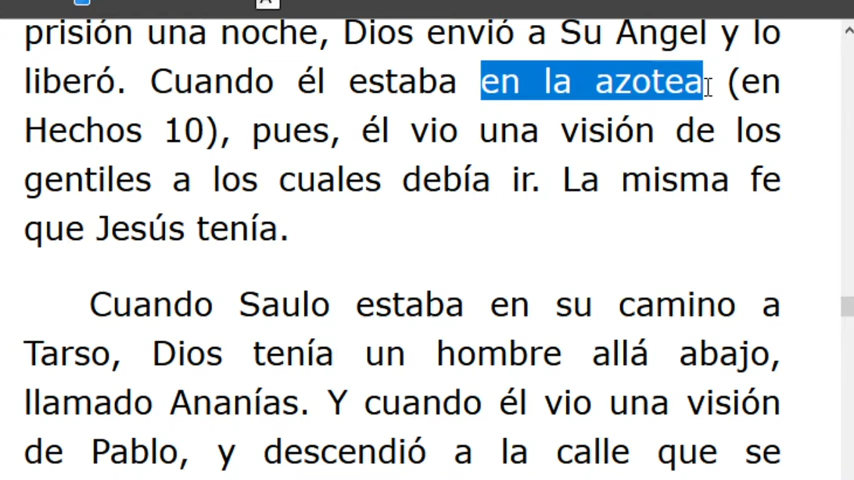 prisión una noche, Dios envió a Su Ángel y lo
liberó. Cuando él estaba en la azotea (en
Hechos 10), pues, él vio una visión de los
gentiles a los cuales debía ir. La misma fe
que Jesús tenía.
Cuando Saulo estaba en su camino a
Tarso, Dios tenía un hombre allá abajo,
llamado Ananías. Y cuando él vio una visión
de Pablo, y descendió a la calle que se